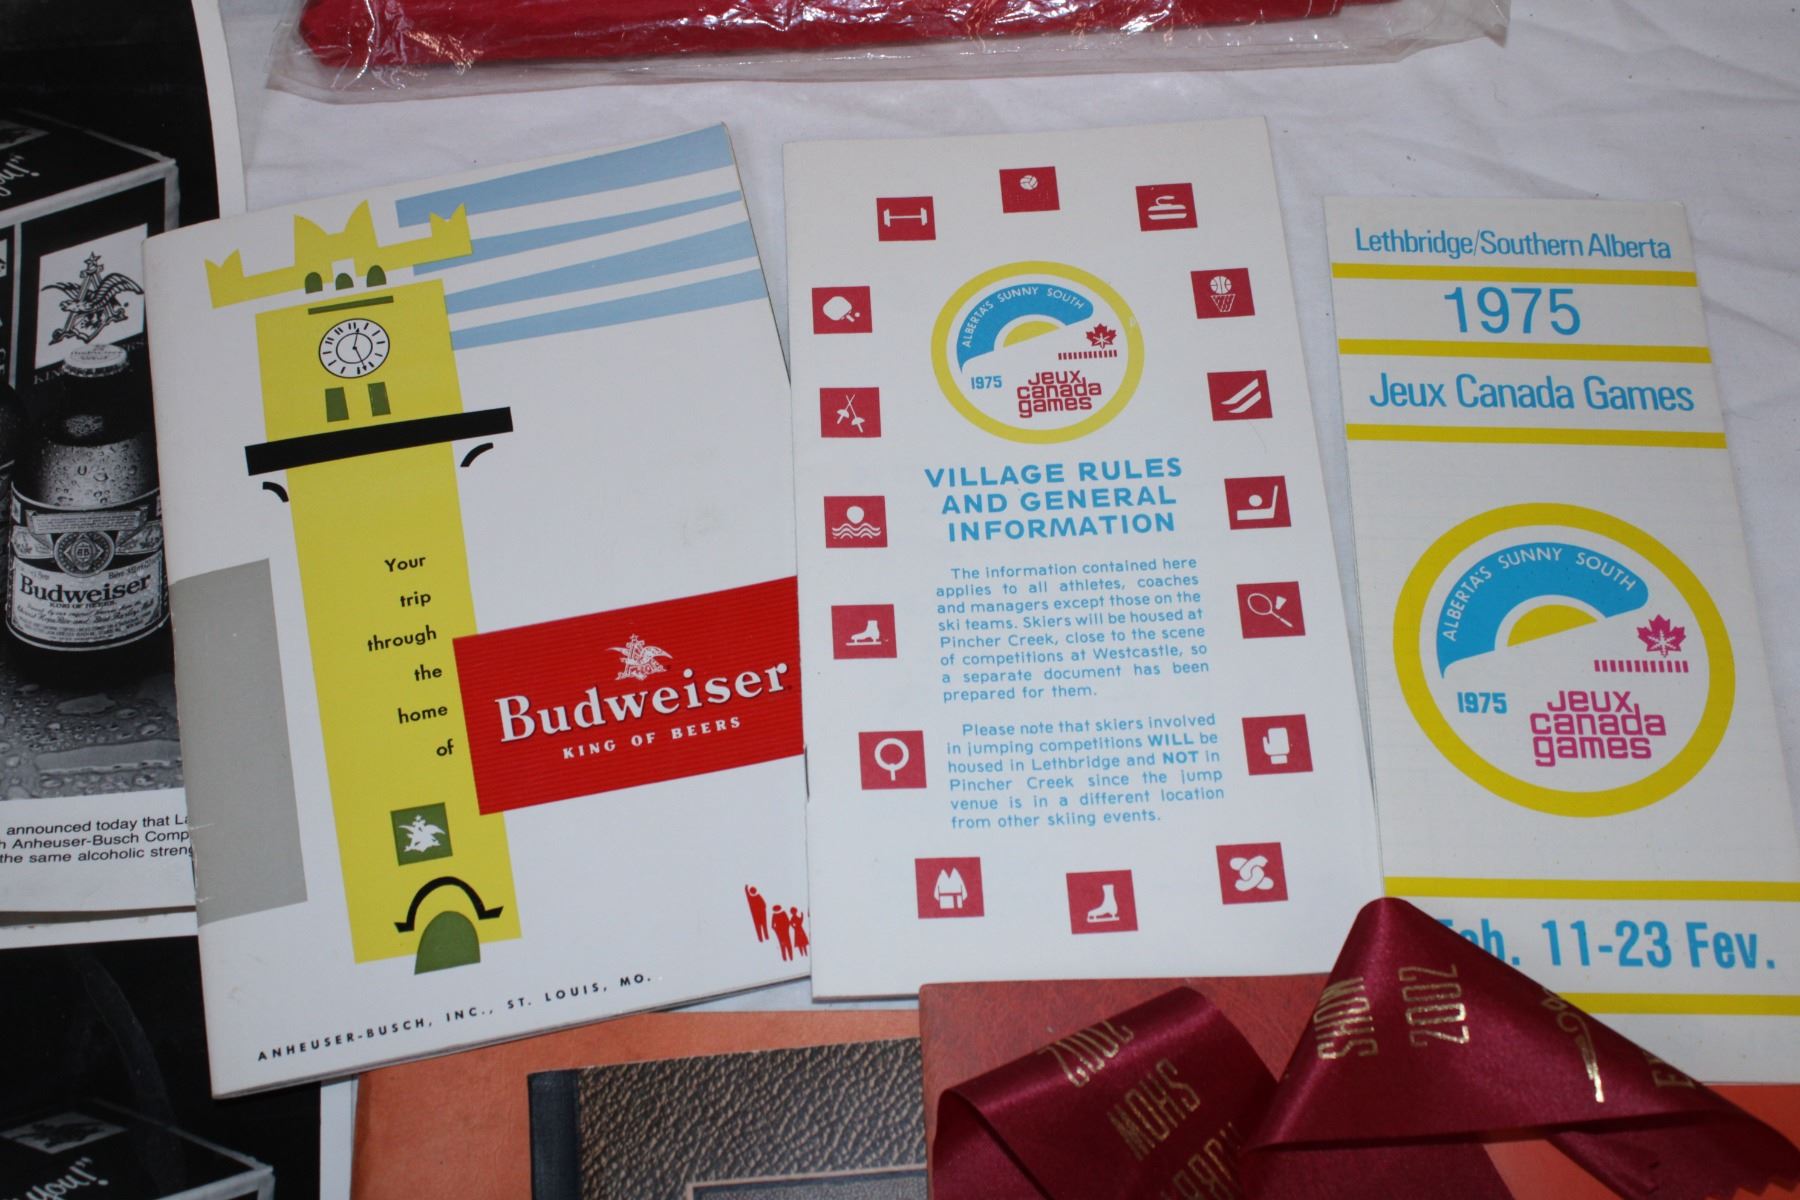 Budweiser
KING OF BEERS
announced today that
Anheuser-Busch
the same alcoholic
Your
trip
through
the
home
of
Budweiser
KING OF BEERS
ANHEUSER-BUSCH, INC., ST. LOUIS, MO.
ALBERTA'S SUNNY SOUTH
1975
jeux
canada
games
VILLAGE RULES
AND GENERAL
INFORMATION
The information contained here
applies to all athletes, coaches
and managers except those on the
ski teams. Skiers will be housed at
Pincher Creek, close to the scene
of competitions at Westcastle, so
a separate document has been
prepared for them.
Please note that skiers involved
in jumping competitions WILL be
housed in Lethbridge and NOT in
Pincher Creek since the jump
venue is in a different location
from other skiing events.
Lethbridge/Southern Alberta
1975
Jeux Canada Games
ALBERTA'S SUNNY SOUTH
1975
jeux
canada
games
Feb. 11-23 Fev.
SHOW
2002
2002
SHOW